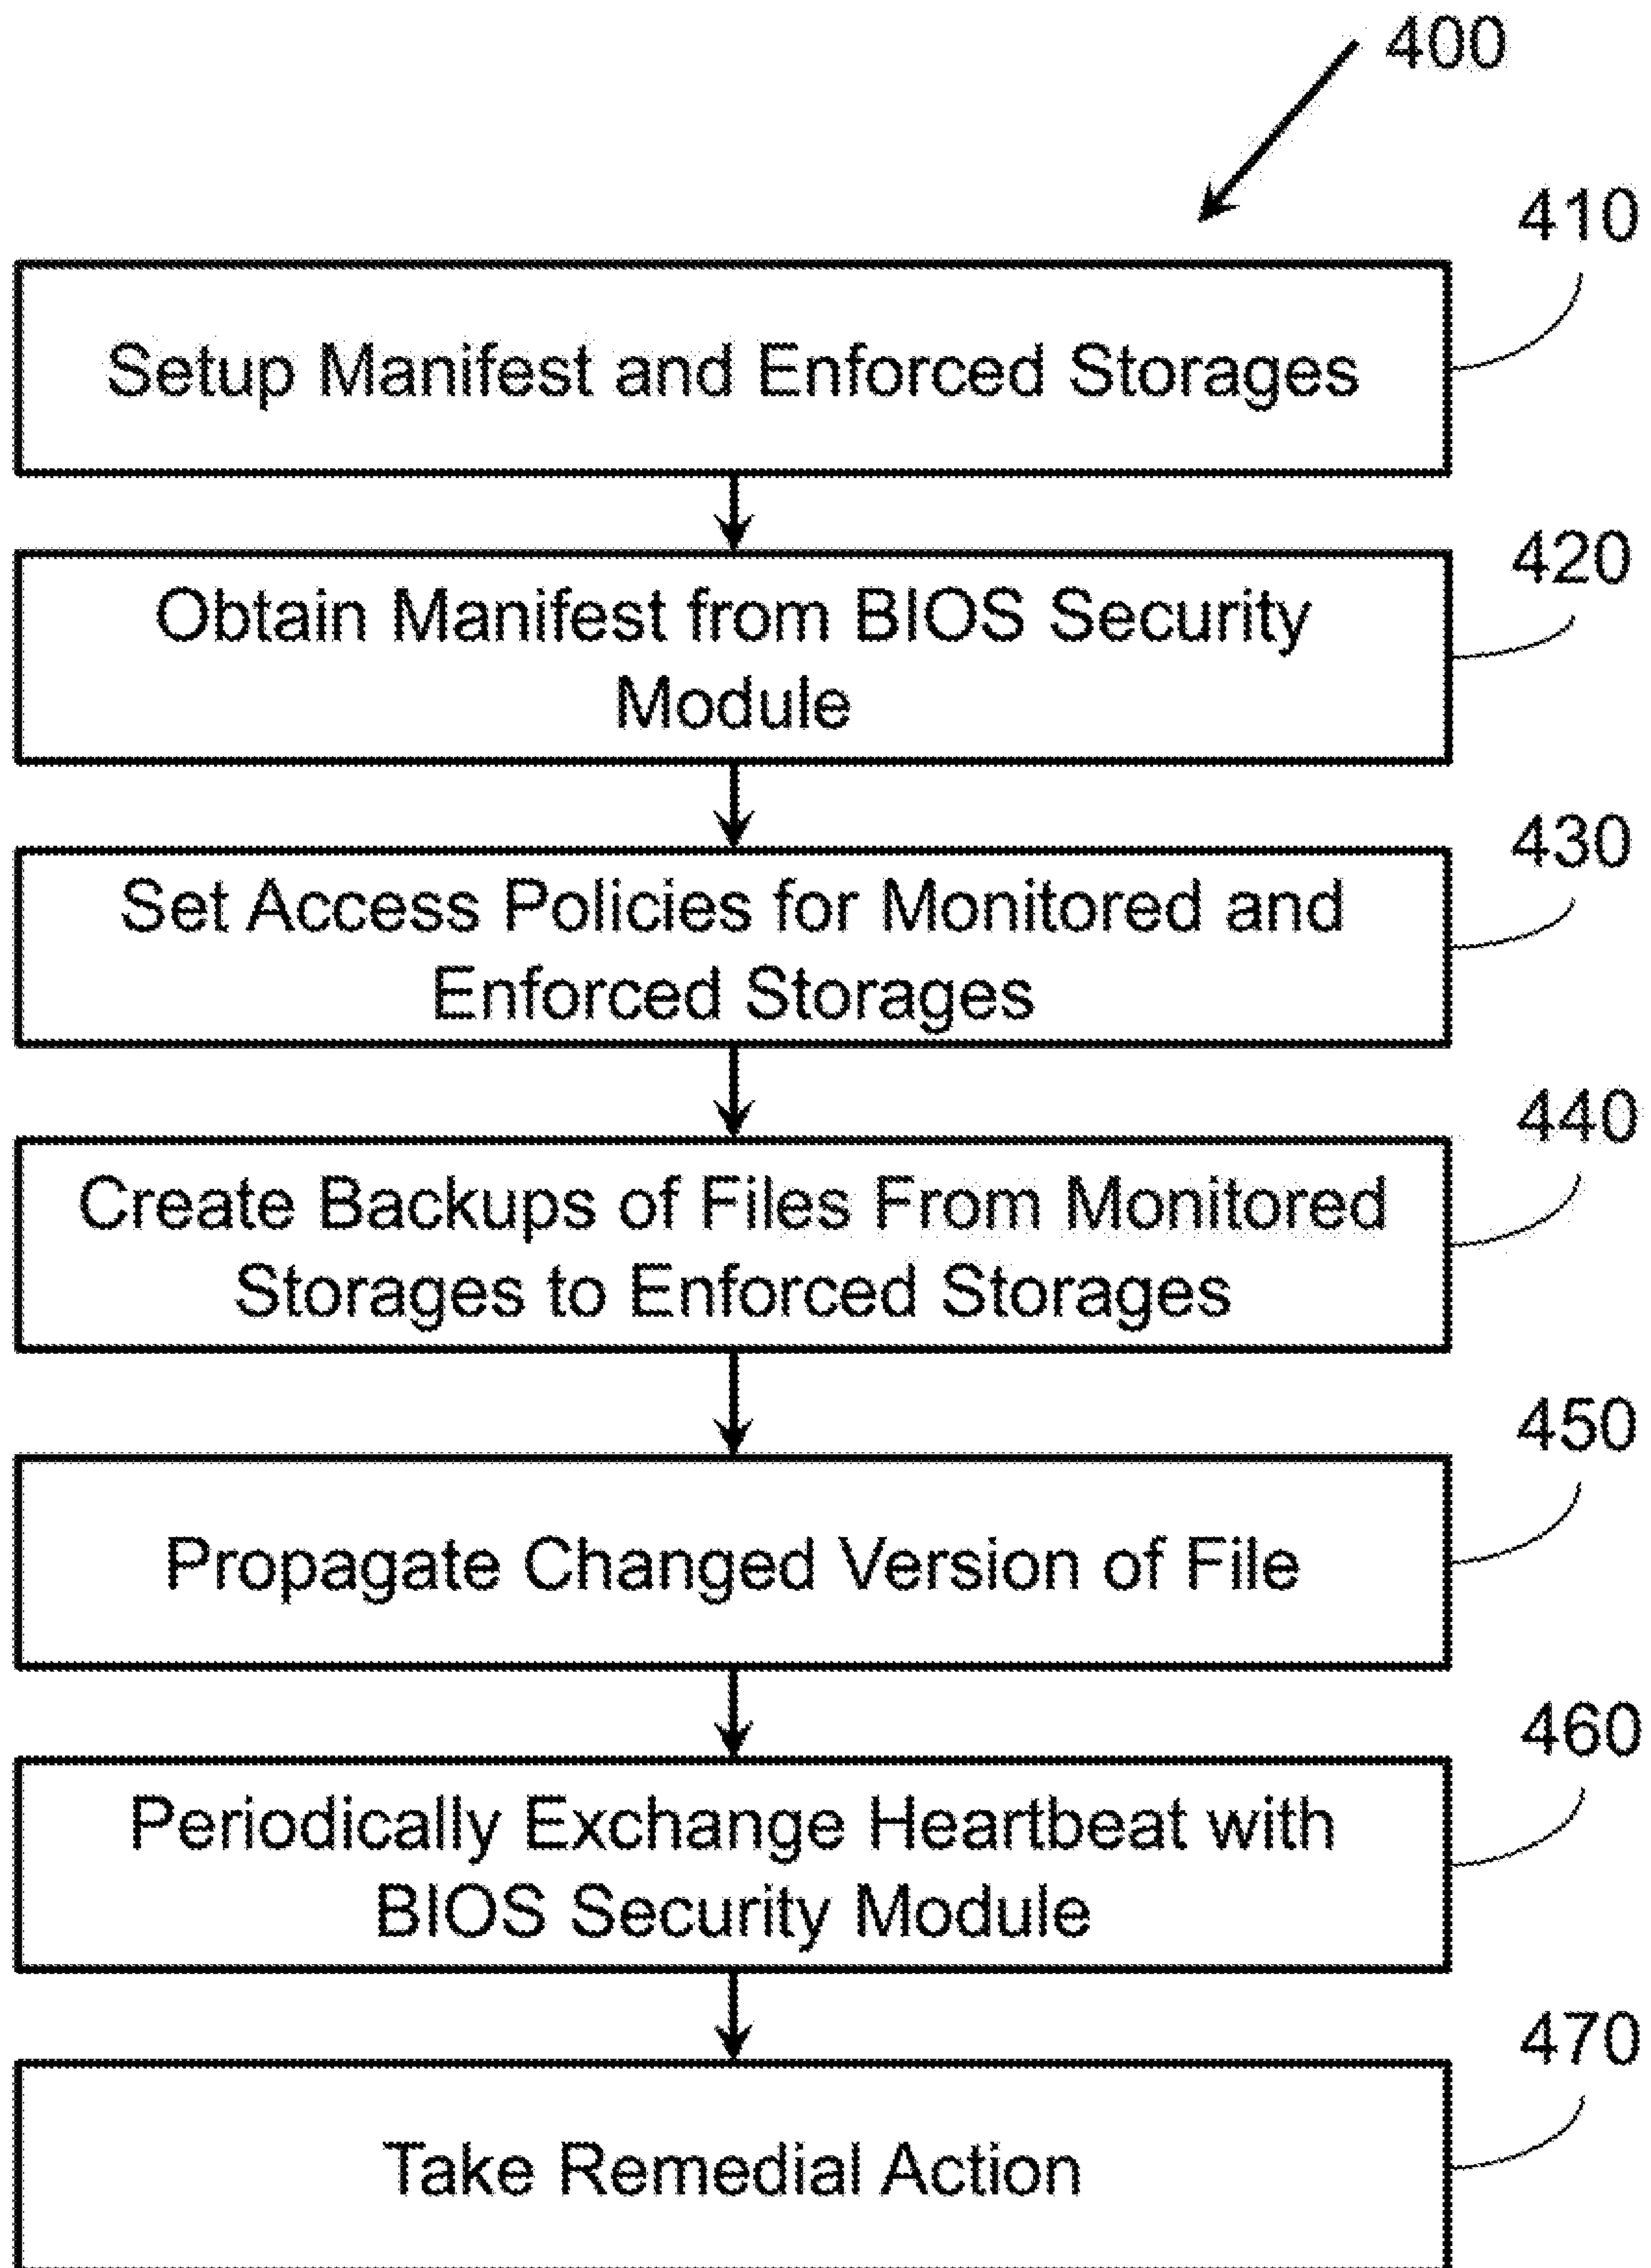 400
410
Setup Manifest and Enforced Storages
420
Obtain Manifest from BIOS Security
Module
430
Set Access Policies for Monitored and
Enforced Storages
440
Create Backups of Files From Monitored
Storages to Enforced Storages
450
Propagate Changed Version of File
460
Periodically Exchange Heartbeat with
BIOS Security Module
470
Take Remedial Action